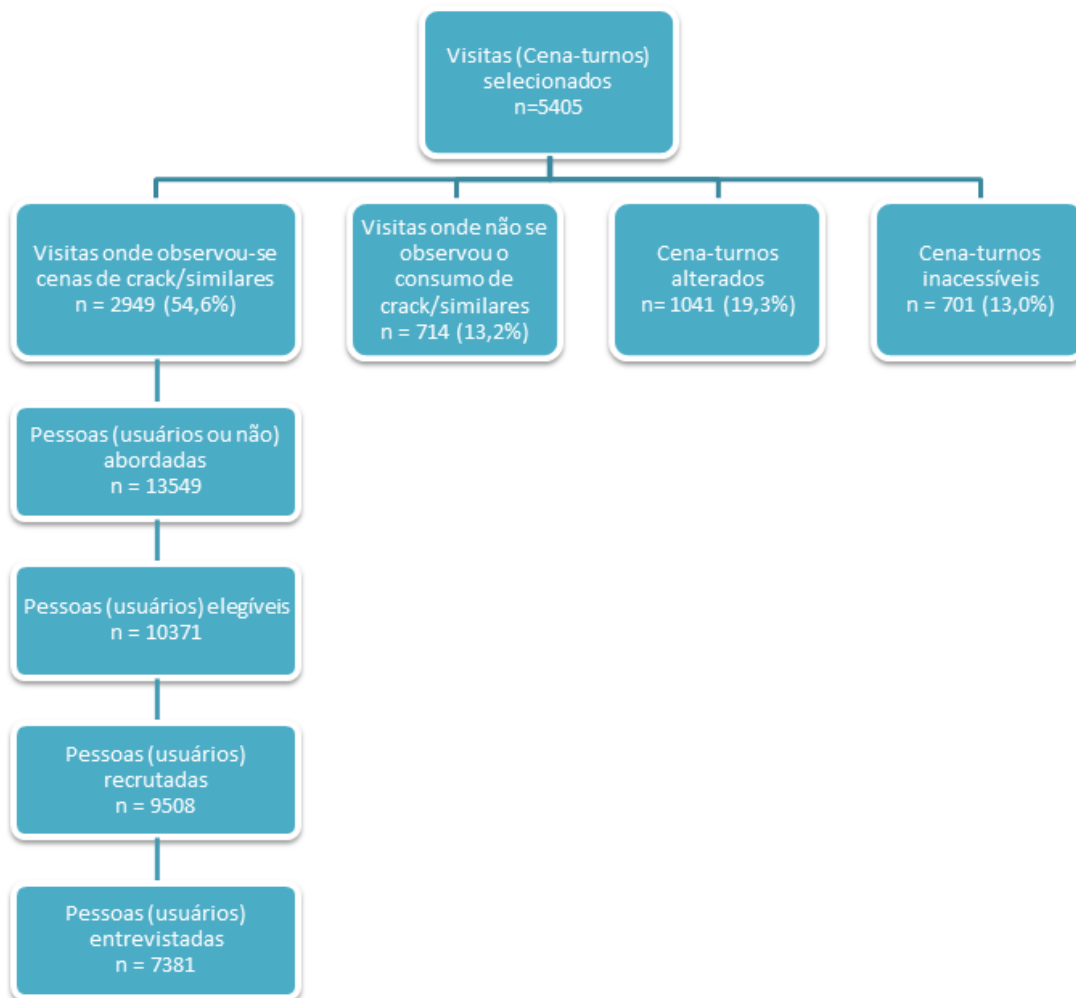 Visitas (Cena-turnos)
selecionados
n=5405
Visitas onde observou-se
cenas de crack/similares
n = 2949 (54,6%)
Visitas onde não se
observou o
consumo de
crack/similares
n = 714 (13,2%)
Cena-turnos
alterados
n= 1041 (19,3%)
Cena-turnos
inacessíveis
n = 701 (13,0%)
Pessoas (usuários ou não)
abordadas
n = 13549
Pessoas (usuários) elegíveis
n = 10371
Pessoas (usuários)
recrutadas
n = 9508
Pessoas (usuários)
entrevistadas
n = 7381